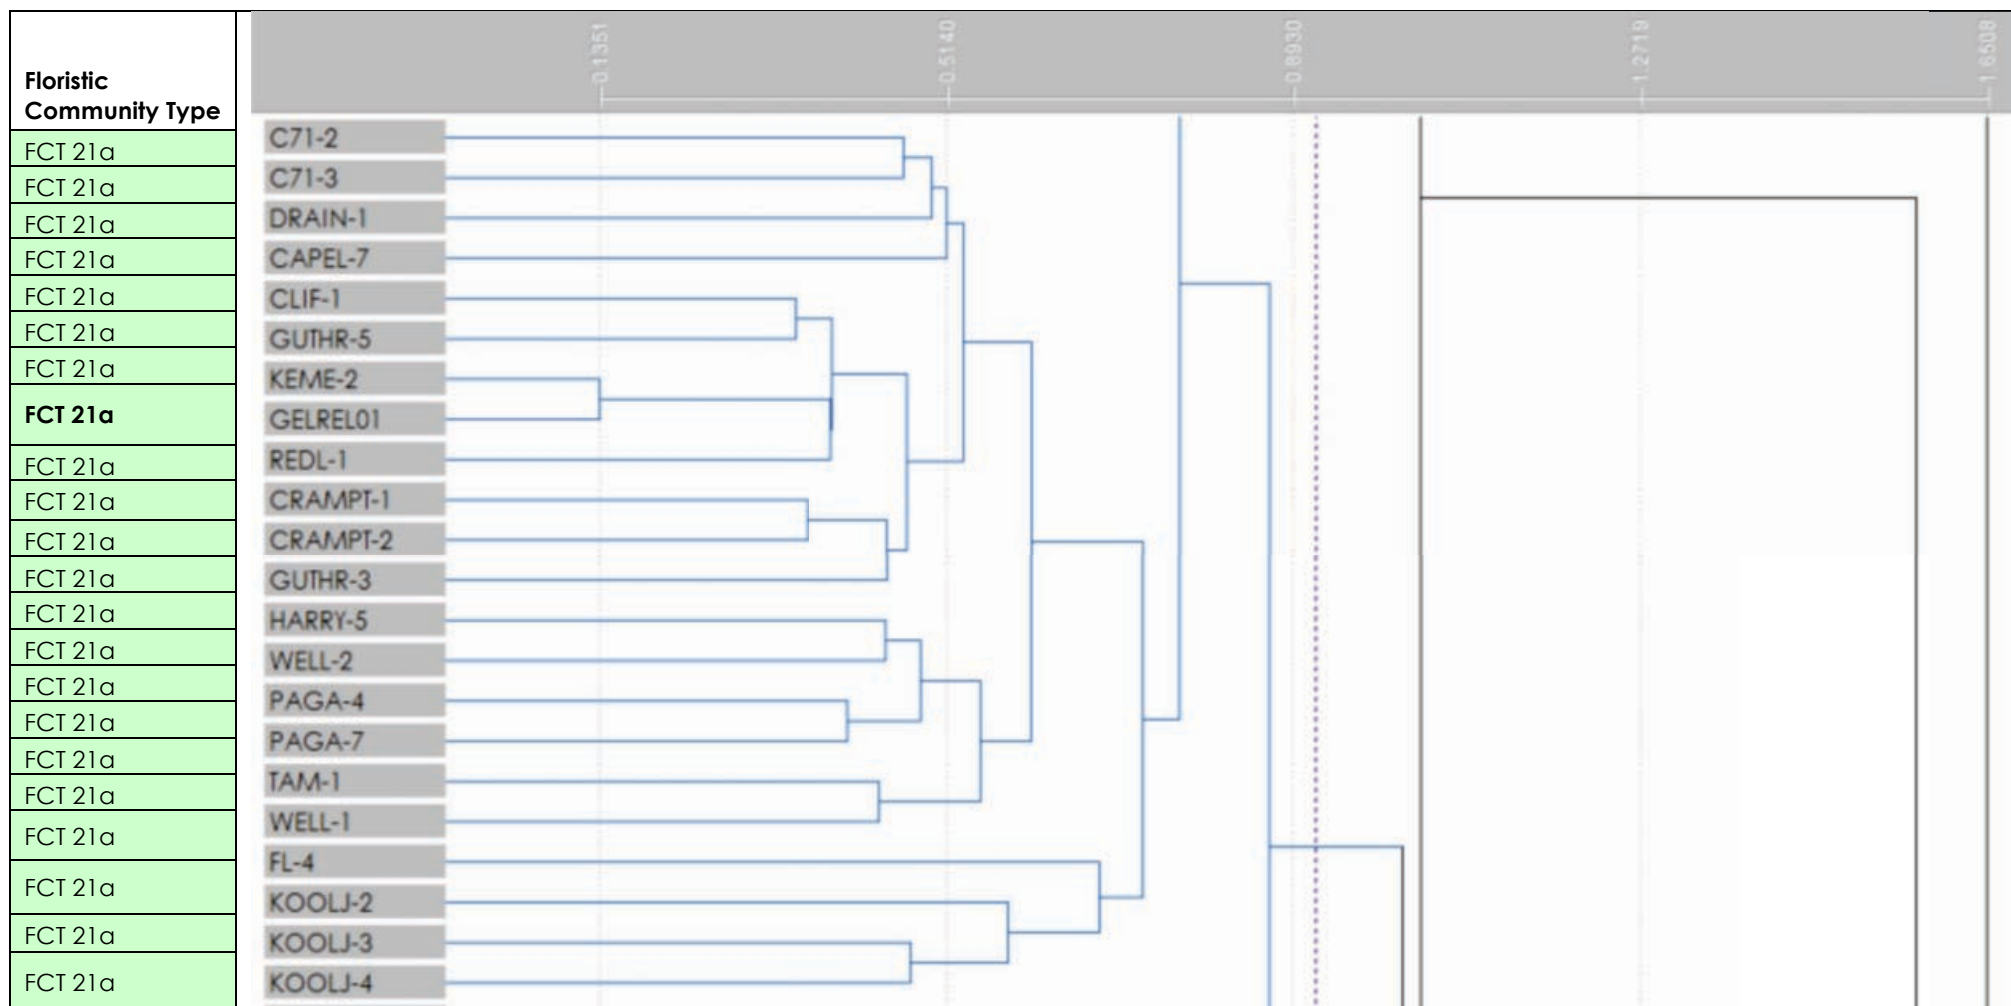 Floristic
Community Type
0.1351
0.5140
0.8930
1.2719
1.6508
FCT 21a
C71-2
FCT 21a
C71-3
FCT 21a
DRAIN-1
FCT 21a
CAPEL-7
FCT 21a
CLIF-1
FCT 21a
GUTHR-5
FCT 21a
KEME-2
FCT 21a
GELREL01
FCT 21a
REDL-1
FCT 21a
CRAMPT-1
FCT 21a
CRAMPT-2
FCT 21a
GUTHR-3
FCT 21a
HARRY-5
FCT 21a
WELL-2
FCT 21a
PAGA-4
FCT 21a
PAGA-7
FCT 21a
TAM-1
FCT 21a
WELL-1
FCT 21a
FL-4
FCT 21a
KOOLJ-2
FCT 21a
KOOLJ-3
FCT 21a
KOOLJ-4